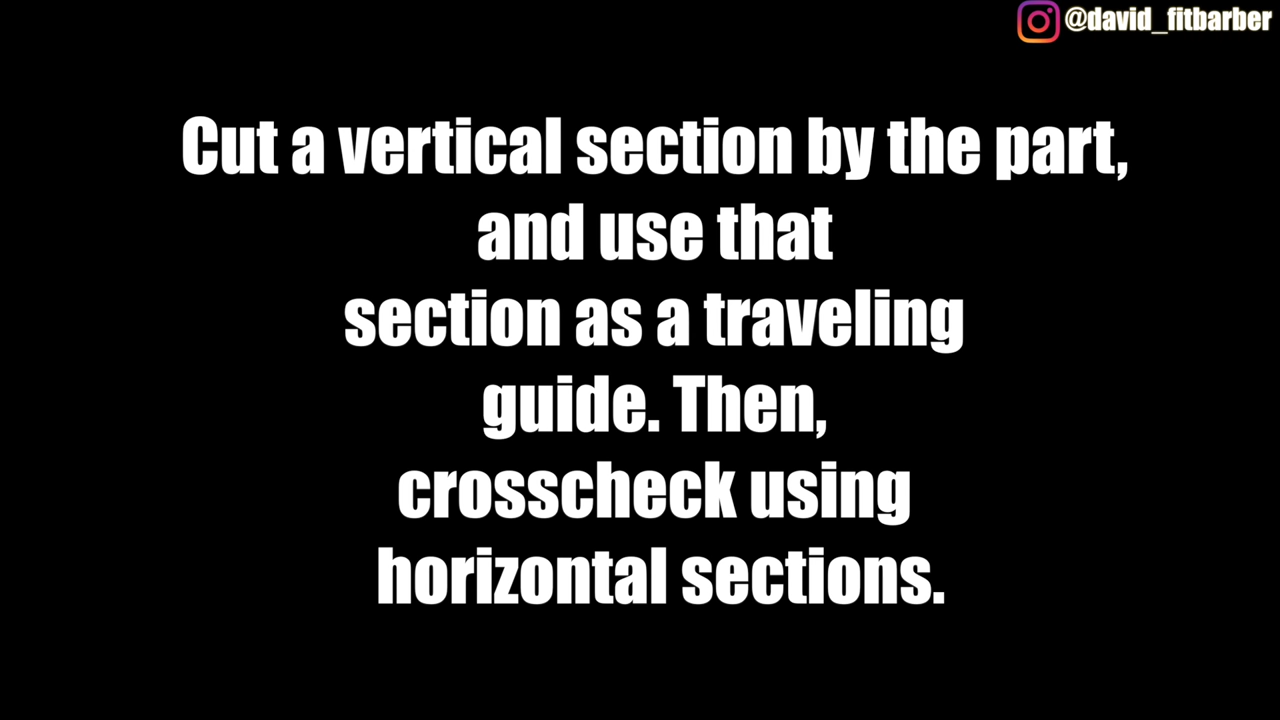 @david_fitbarber
Cut a vertical section by the part,
and use that
section as a traveling
guide. Then,
crosscheck using
horizontal sections.